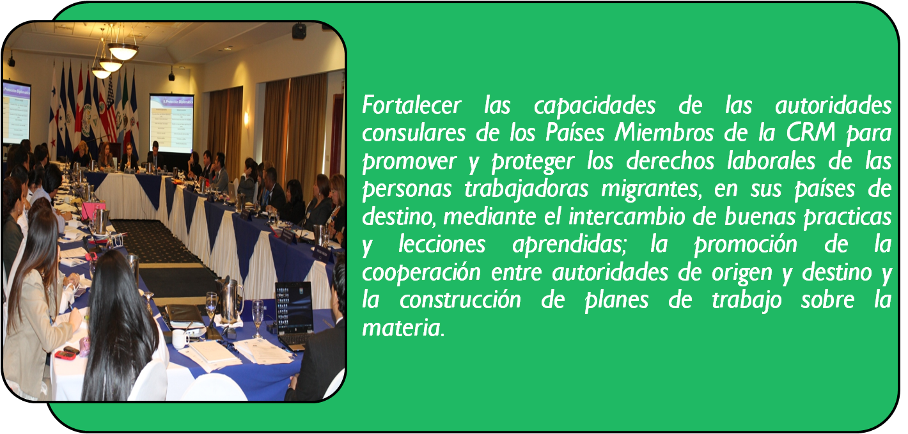 Fortalecer las capacidades de las autoridades
consulares de los Países Miembros de la CRM para
promover y proteger los derechos laborales de las
personas trabajadoras migrantes, en sus países de
destino, mediante el intercambio de buenas practicas
y lecciones aprendidas; la promoción de la
cooperación entre autoridades de origen y destino y
la construcción de planes de trabajo sobre la
materia.